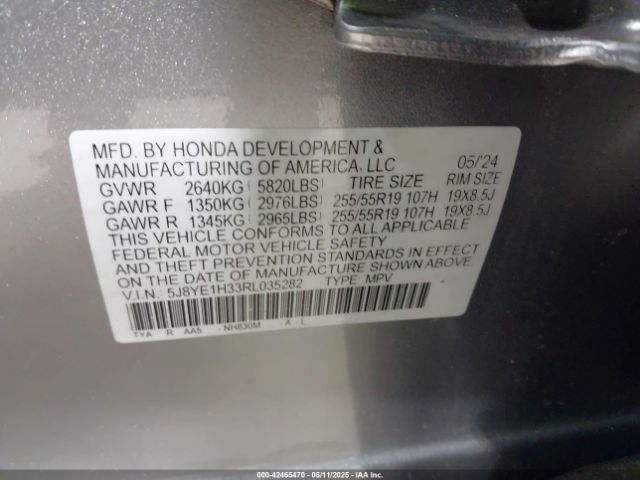 MFD. BY HONDA DEVELOPMENT &
MANUFACTURING OF AMERICA, LLC 05/'24
GVWR 2640KG ( 5820LBS) TIRE SIZE RIM SIZE
GAWR F 1350KG ( 2976LBS) 255/55R19 107H 19X8.5J
GAWR R 1345KG ( 2965LBS) 255/55R19 107H 19X8.5J
THIS VEHICLE CONFORMS TO ALL APPLICABLE
FEDERAL MOTOR VEHICLE SAFETY
AND THEFT PREVENTION STANDARDS IN EFFECT
ON THE DATE OF MANUFACTURE SHOWN ABOVE.
V.I.N. 5J8YE1H33RL035282 TYPE MPV
TYA R AA5 -NH830M A - L
000-42465470 - 06/11/2025 - IAA Inc.